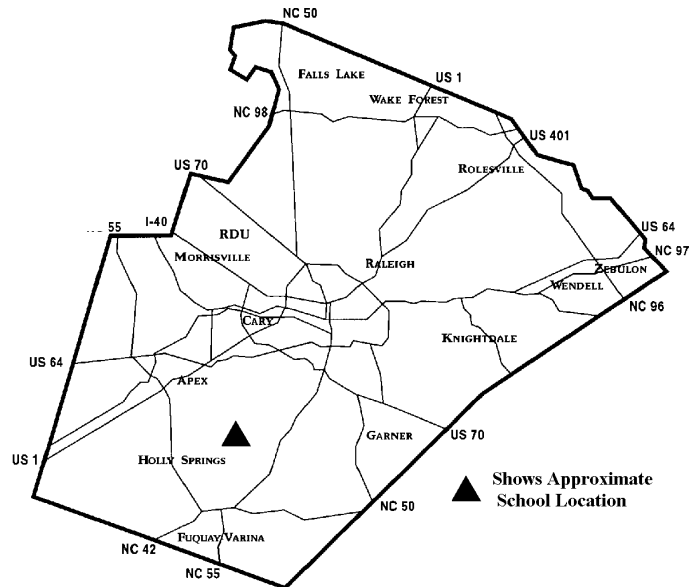 NC 50
FALLS LAKE
US 1
WAKE FOREST
NC 98
US 401
US 70
ROLESVILLE
55
I-40
RDU
US 64
MORRISVILLE
RALEIGH
NC 97
ZEBULON
WENDELL
NC 96
CARY
KNIGHTDALE
US 64
APEX
GARNER
US 70
US 1
HOLLY SPRINGS
Shows Approximate
School Location
NC 50
FUQUAY VARINA
NC 42
NC 55